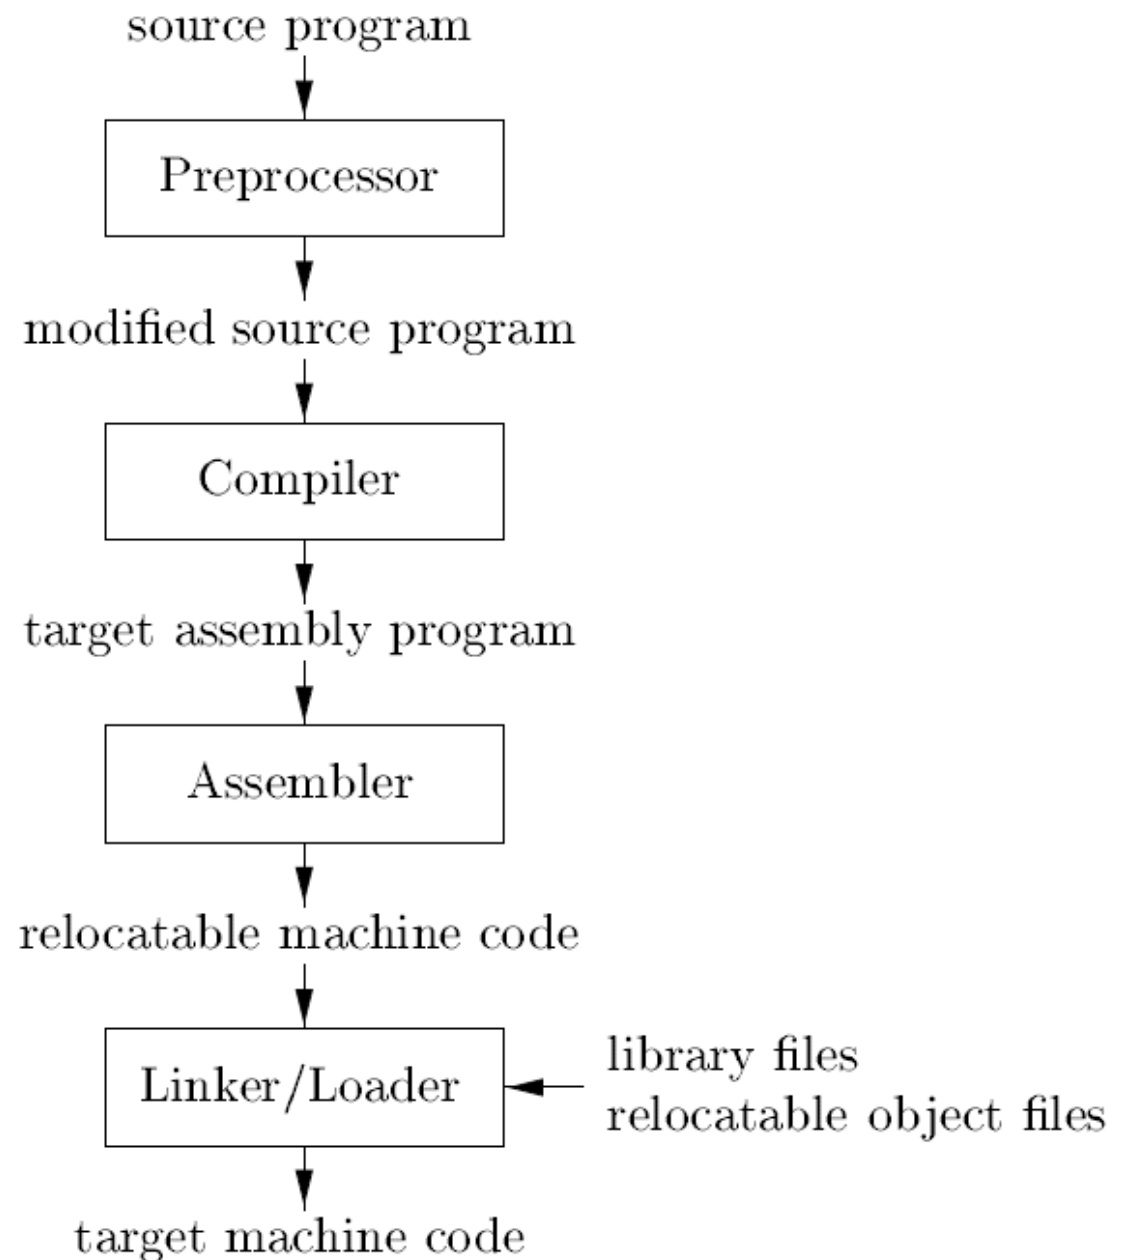 source program
Preprocessor
modified source program
Compiler
target assembly program
Assembler
relocatable machine code
Linker/Loader
library files
relocatable object files
target machine code